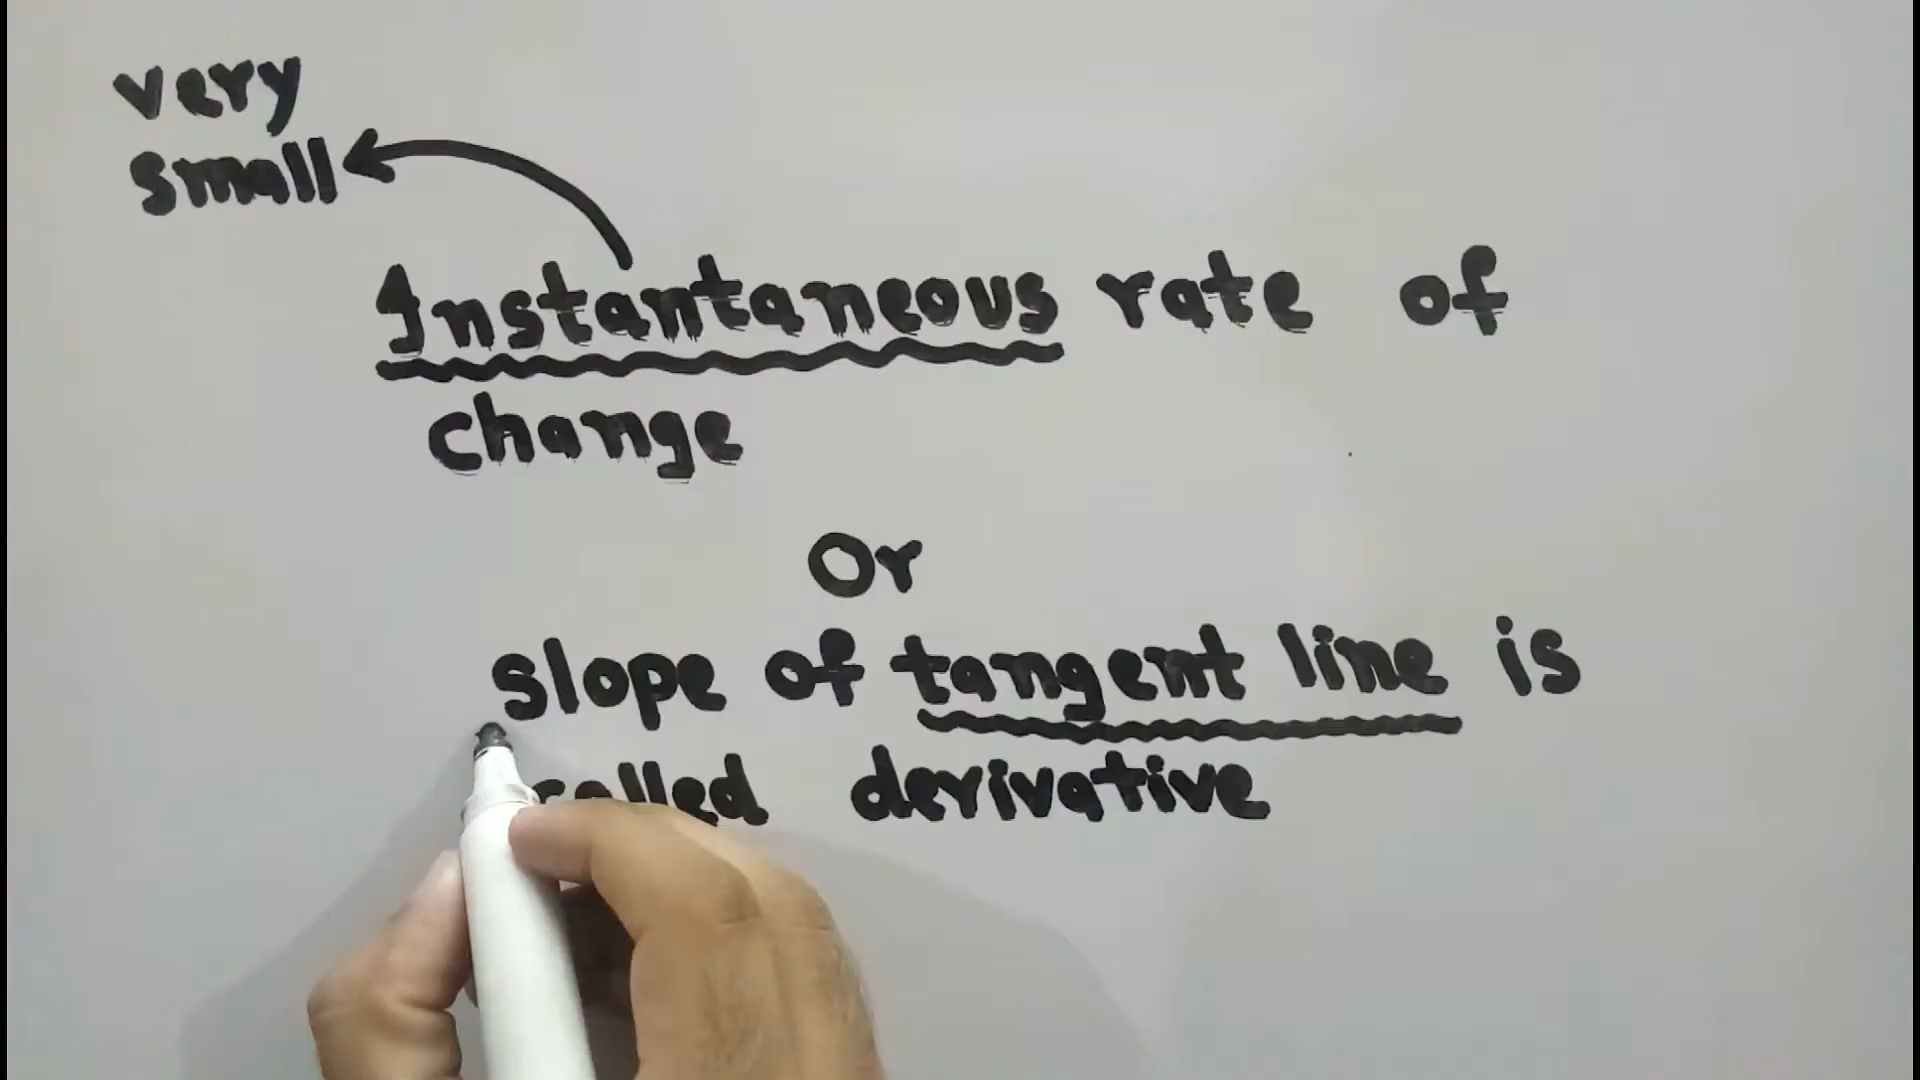 very
small
Instantaneous rate of
change
Or
slope of tangent line is
called derivative